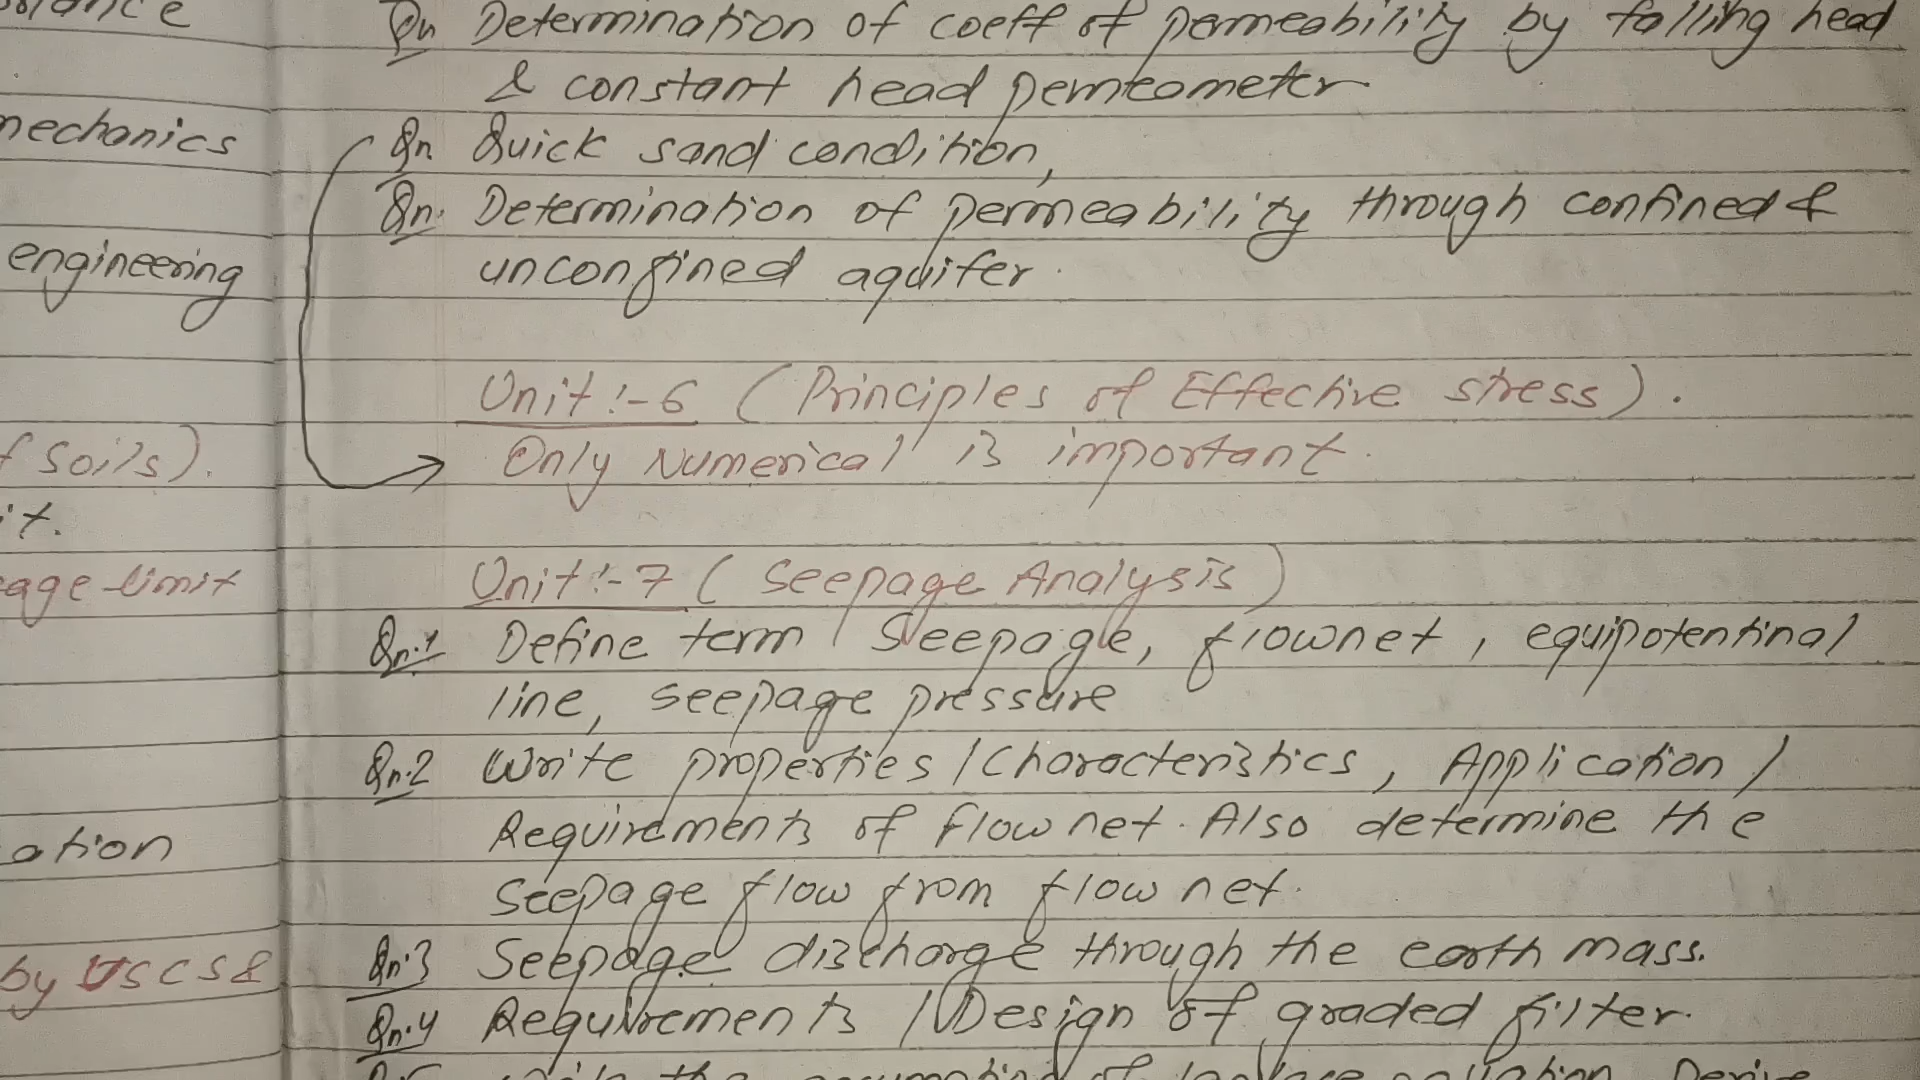 Qn Determination of coeff of permeability by falling head
& constant head permeameter
Qn Quick sand condition,
Qn. Determination of permeability through confined &
unconfined aquifer.
Unit:-6 (Principles of Effective stress).
Only Numerical is important.
Unit:-7 (Seepage Analysis)
Qn.1 Define term Seepage, flownet, equipotentinal
line, seepage pressure
Qn.2 Write properties/Characteristics, Application/
Requirements of flow net. Also determine the
seepage flow from flow net.
Qn.3 Seepage discharge through the earth mass.
Qn.4 Requirements /Design of graded filter.
mechanics
engineering
f Soils).
it.
age limit
ation
by USCS &